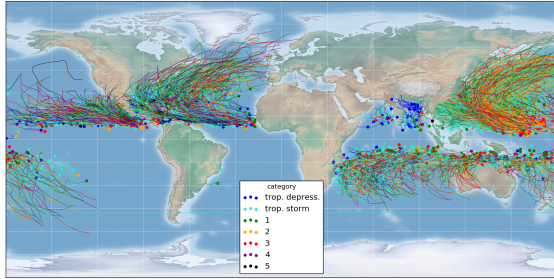 category
trop. depress.
trop. storm
1
2
3
4
5